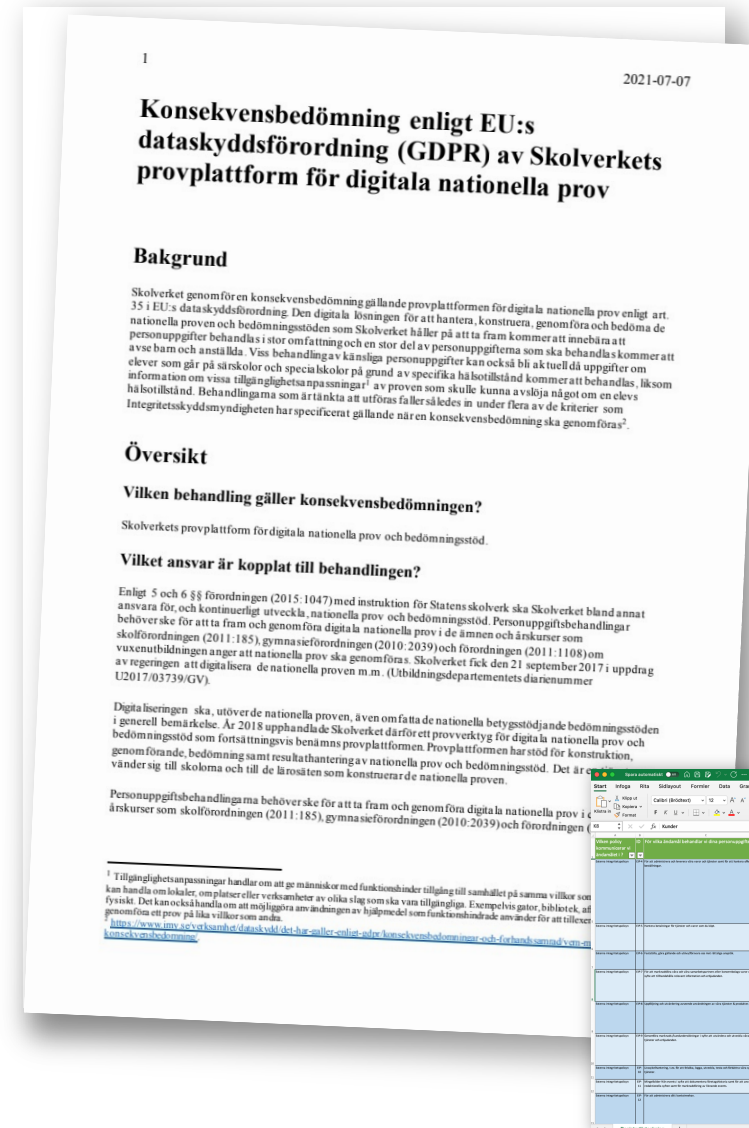 1
2021-07-07
Konsekvensbedömning enligt EU:s
dataskyddsförordning (GDPR) av Skolverkets
provplattform för digitala nationella prov
Bakgrund
Skolverket genomför en konsekvensbedömning gällande provplattformen för digitala nationella prov enligt art.
35 i EU:s dataskyddsförordning. Den digitala lösningen för att hantera, konstruera, genomföra och bedöma de
nationella proven och bedömningsstöden som Skolverket håller på att ta fram kommer att innebära att
personuppgifter behandlas i stor omfattning och en stor del av personuppgifterna som ska behandlas kommer att
avse barn och anställda. Viss behandling av känsliga personuppgifter kan också bli aktuell då uppgifter om
elever som går på särskolor och specialskolor på grund av specifika hälsotillstånd kommer att behandlas, liksom
information om vissa tillgänglighetsanpassningar¹ av proven som skulle kunna avslöja något om en elevs
hälsotillstånd. Behandlingarna som är tänkta att utföras faller således in under flera av de kriterier som
Integritetsskyddsmyndigheten har specificerat gällande när en konsekvensbedömning ska genomföras².
Översikt
Vilken behandling gäller konsekvensbedömningen?
Skolverkets provplattform för digitala nationella prov och bedömningsstöd.
Vilket ansvar är kopplat till behandlingen?
Enligt 5 och 6 §§ förordningen (2015:1047) med instruktion för Statens skolverk ska Skolverket bland annat
ansvara för, och kontinuerligt utveckla, nationella prov och bedömningsstöd. Personuppgiftsbehandlingar
behöver ske för att ta fram och genomföra digitala nationella prov i de ämnen och årskurser som
skolförordningen (2011:185), gymnasieförordningen (2010:2039) och förordningen (2011:1108) om
vuxenutbildningen anger att nationella prov ska genomföras. Skolverket fick den 21 september 2017 i uppdrag
av regeringen att digitalisera de nationella proven m.m. (Utbildningsdepartementets diarienummer
U2017/03739/GV).
Digitaliseringen ska, utöver de nationella proven, även omfatta de nationella betygsstödjande bedömningsstöden
i generell bemärkelse. År 2018 upphandlade Skolverket därför ett provverktyg för digitala nationella prov och
bedömningsstöd som fortsättningsvis benämns provplattformen. Provplattformen har stöd för konstruktion,
genomförande, bedömning samt resultathantering av nationella prov och bedömningsstöd. Det är
vänder sig till skolorna och till de lärosäten som konstruerar de nationella proven.
Personuppgiftsbehandlingarna behöver ske för att ta fram och genomföra digitala nationella prov i
årskurser som skolförordningen (2011:185), gymnasieförordningen (2010:2039) och förordningen (
¹ Tillgänglighetsanpassningar handlar om att ge människor med funktionshinder tillgång till samhället på samma villkor som
kan handla om lokaler, om platser eller verksamheter av olika slag som ska vara tillgängliga. Exempelvis gator, bibliotek,
fysiskt. Det kan också handla om att möjliggöra användningen av hjälpmedel som funktionshindrade använder för att
genomföra ett prov på lika villkor som andra.
² https://www.imy.se/verksamhet/dataskydd/det-har-galler-enligt-gdpr/konsekvensbedomningar-och-forhandssamrad/
konsekvensbedomning/.
Spara automatiskt
Start Infoga Rita Sidlayout Formler Data
Klistra in Klipp ut Kopiera Format
Calibri (Brödtext) 12
Kunder
Vilken policy
kommunicerar vi
ändamålet i ?
ID
För vilka ändamål behandlar vi dina